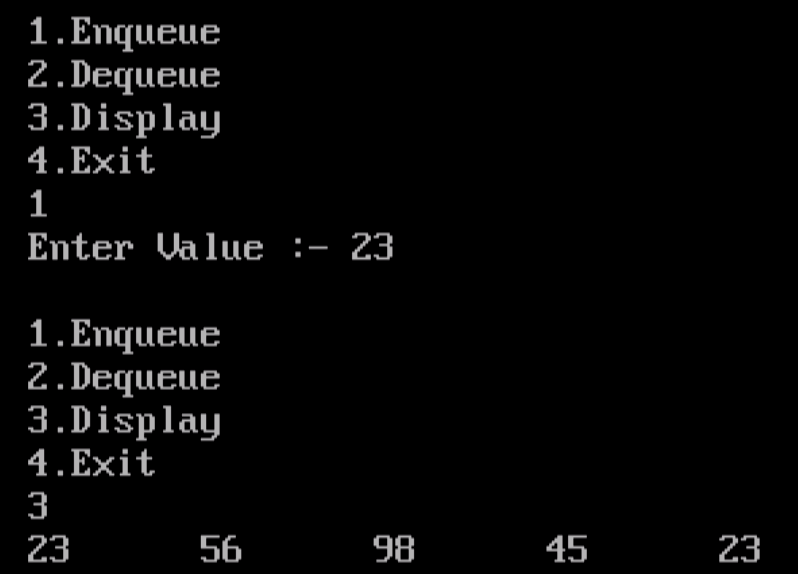 1.Enqueue
2.Dequeue
3.Display
4.Exit
1
Enter Value :- 23
1.Enqueue
2.Dequeue
3.Display
4.Exit
3
23 56 98 45 23